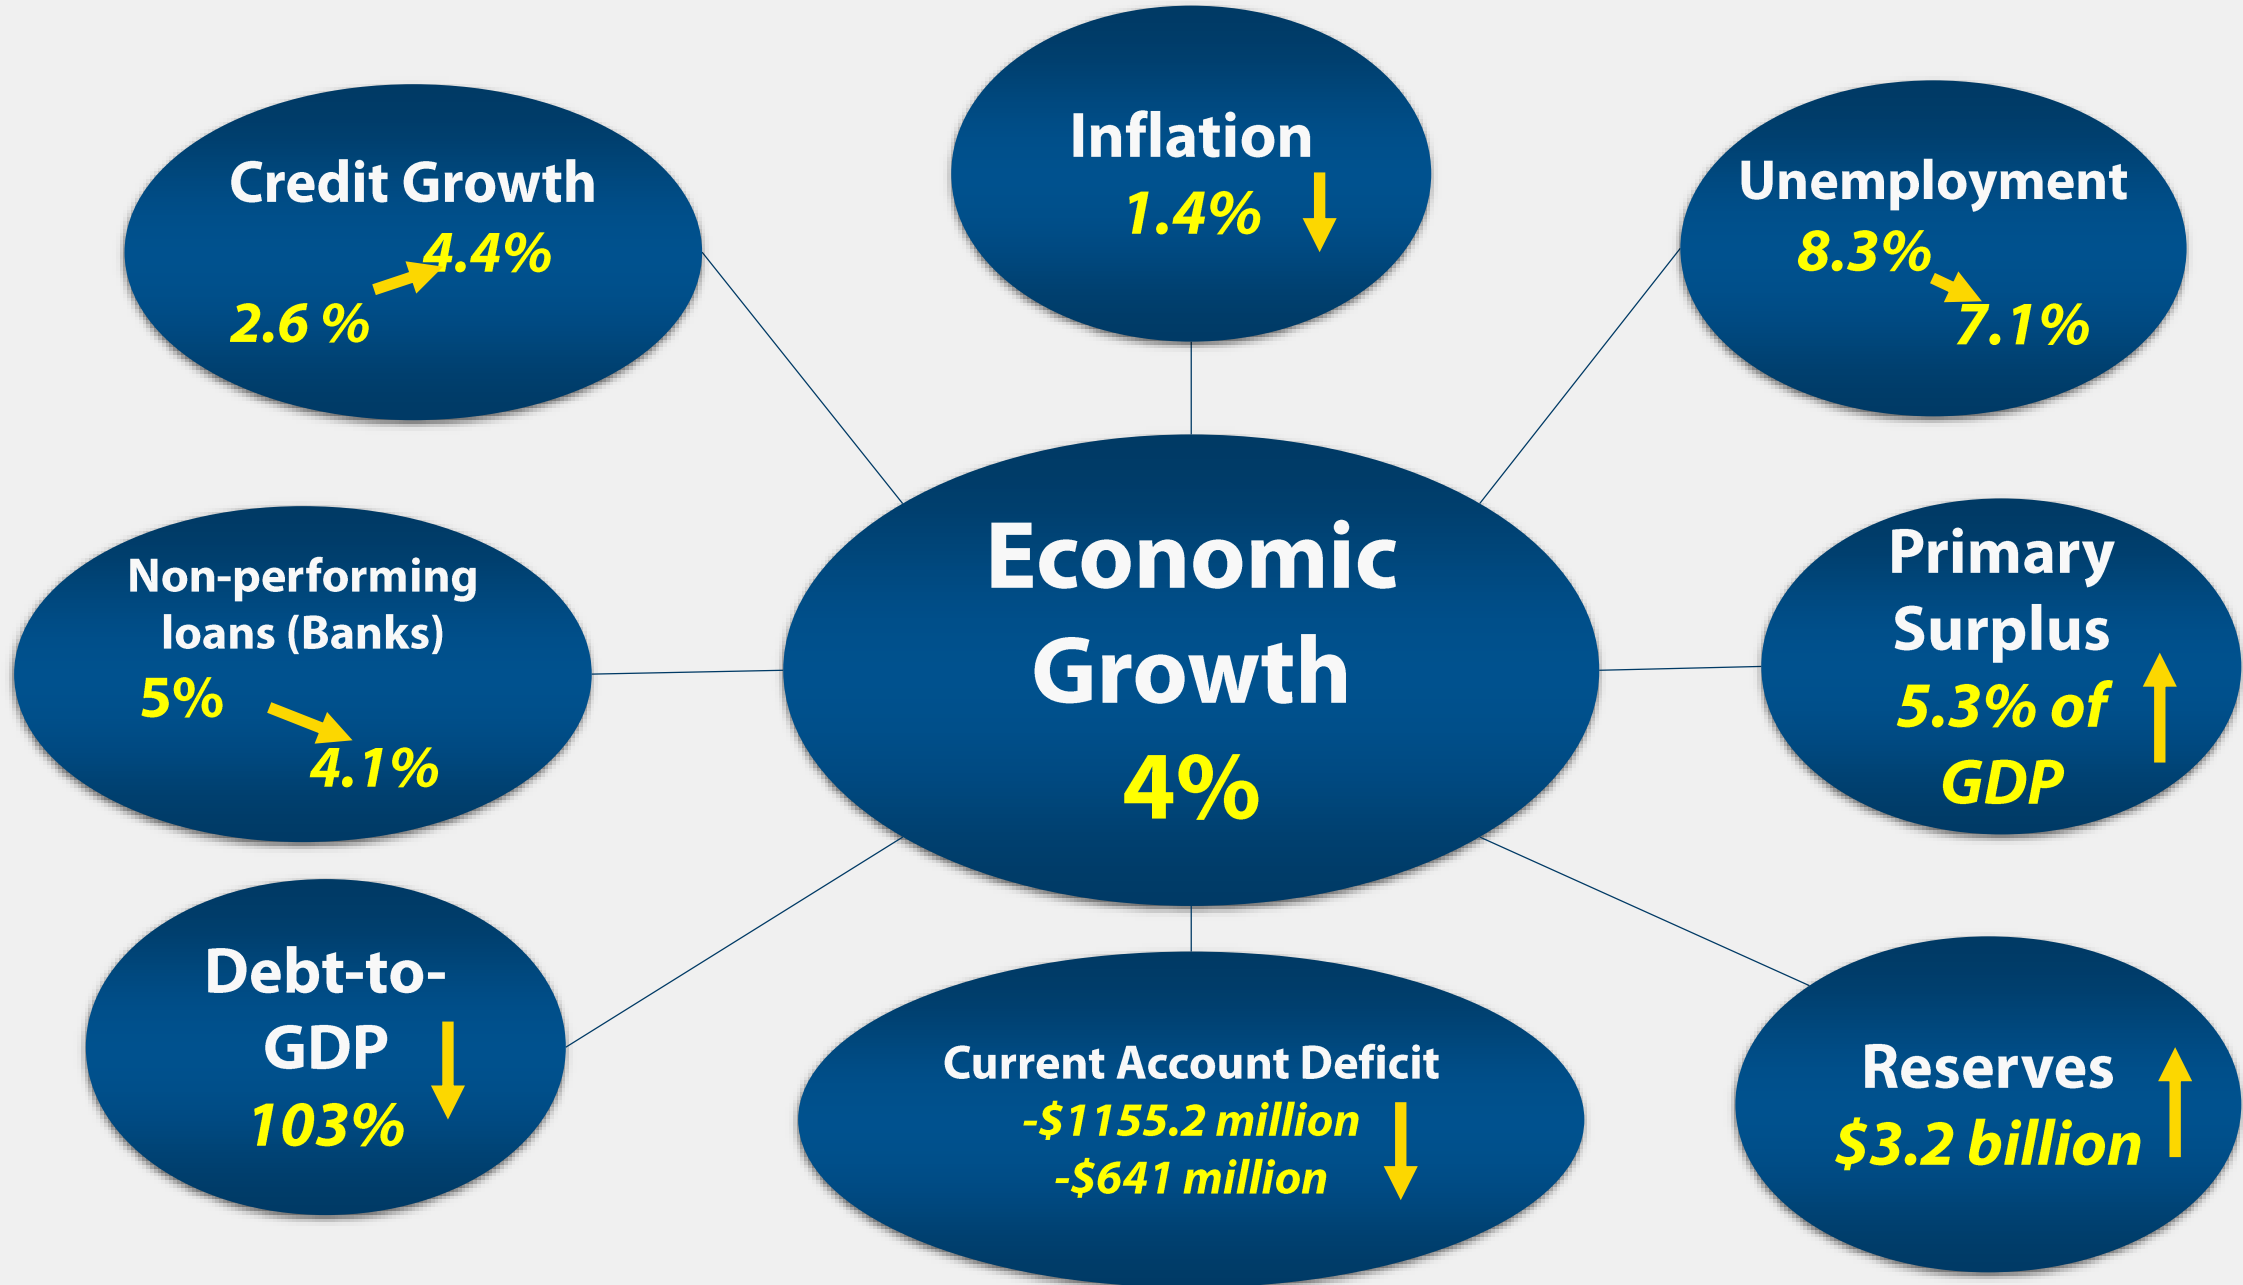 Inflation
1.4%
Credit Growth
4.4%
2.6 %
Unemployment
8.3%
7.1%
Economic
Growth
4%
Non-performing
loans (Banks)
5%
4.1%
Primary
Surplus
5.3% of
GDP
Debt-to-
GDP
103%
Current Account Deficit
-$1155.2 million
-$641 million
Reserves
$3.2 billion